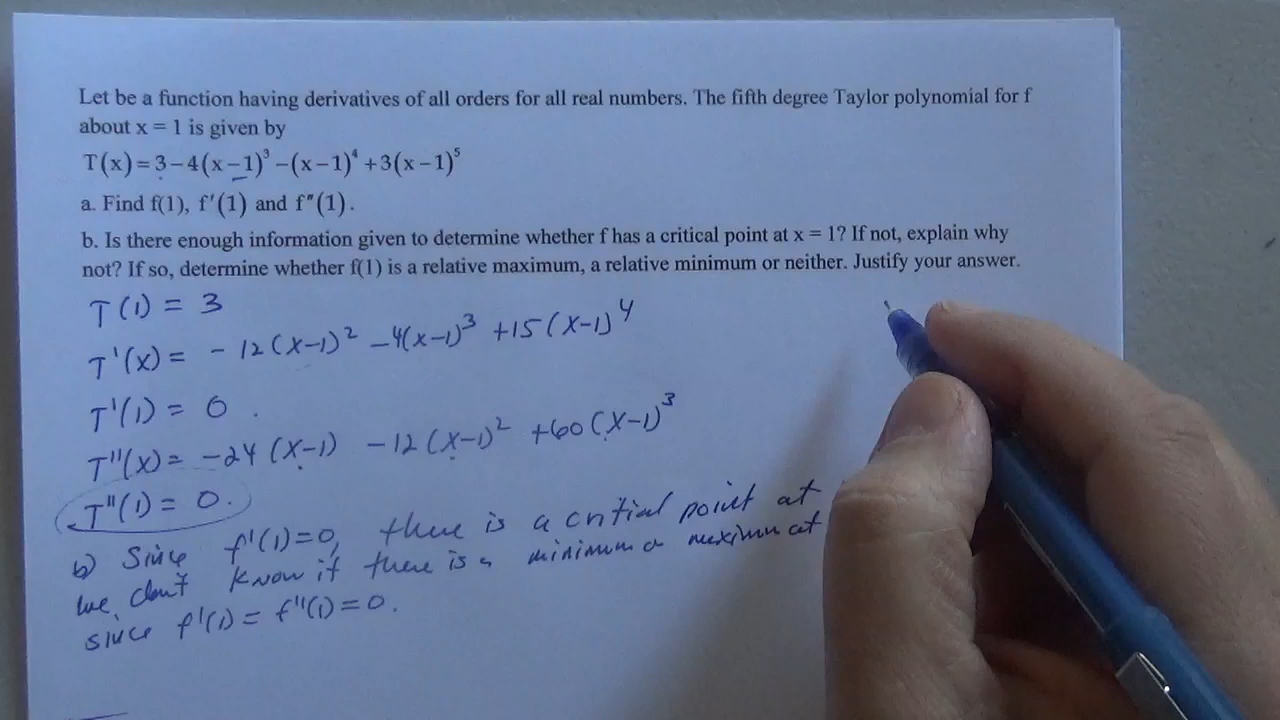 Let be a function having derivatives of all orders for all real numbers. The fifth degree Taylor polynomial for f
about x = 1 is given by
T(x)=3−4(x−1)³−(x−1)⁴+3(x−1)⁵
a. Find f(1), f′(1) and f″(1).
b. Is there enough information given to determine whether f has a critical point at x = 1? If not, explain why
not? If so, determine whether f(1) is a relative maximum, a relative minimum or neither. Justify your answer.
T(1) = 3
T'(x) = −12(x−1)² −4(x−1)³ +15(x−1)⁴
T'(1) = 0.
T''(x) = −24(x−1) −12(x−1)² +60(x−1)³
T''(1) = 0.
b) Since f'(1)=0, there is a critial point at
we don't know if there is a minimum or maximum at
since f'(1) = f''(1) = 0.